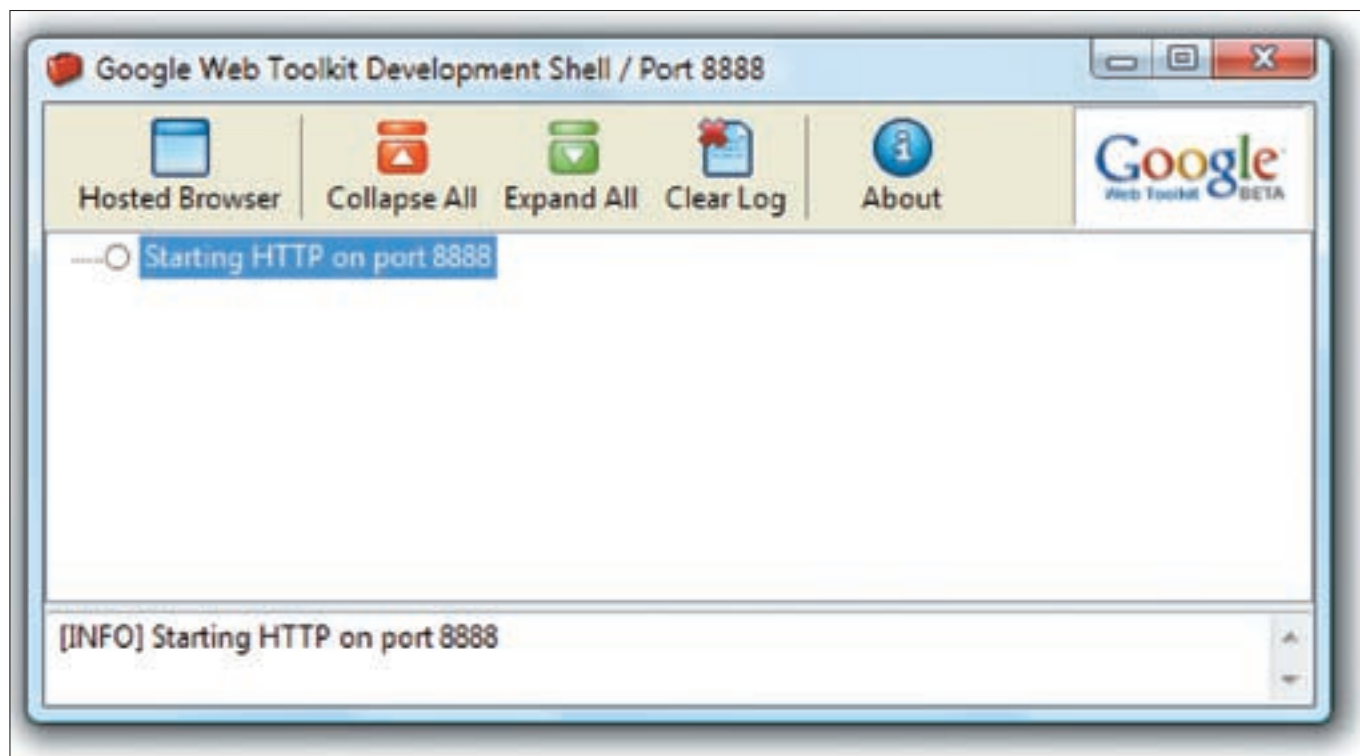 Google Web Toolkit Development Shell / Port 8888
Hosted Browser
Collapse All
Expand All
Clear Log
About
Google
Web Toolkit BETA
Starting HTTP on port 8888
[INFO] Starting HTTP on port 8888